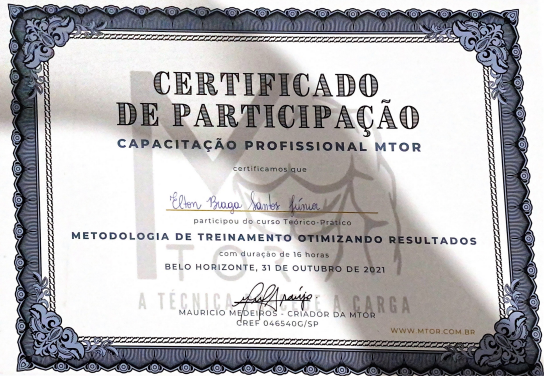 CERTIFICADO
DE PARTICIPAÇÃO
CAPACITAÇÃO PROFISSIONAL MTOR
certificamos que
Elton Braga Santos Júnior
participou do curso Teórico-Prático
METODOLOGIA DE TREINAMENTO OTIMIZANDO RESULTADOS
com duração de 16 horas
BELO HORIZONTE, 31 DE OUTUBRO DE 2021
A TÉCNICA E A CARGA
MAURICIO MEDEIROS - CRIADOR DA MTOR
CREF 046540G/SP
WWW.MTOR.COM.BR